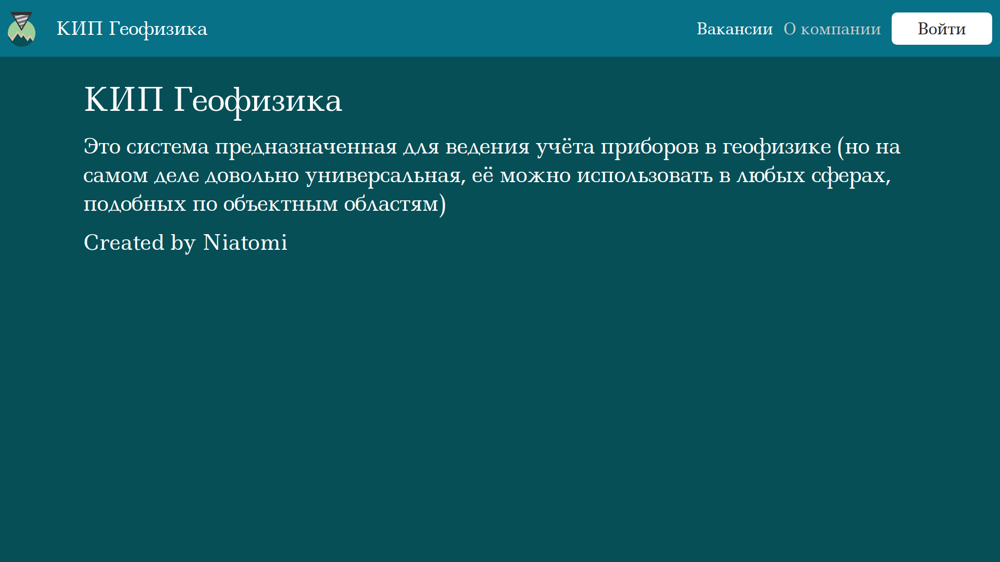 КИП Геофизика
Вакансии О компании Войти
КИП Геофизика
Это система предназначенная для ведения учёта приборов в геофизике (но на
самом деле довольно универсальная, её можно использовать в любых сферах,
подобных по объектным областям)
Created by Niatomi